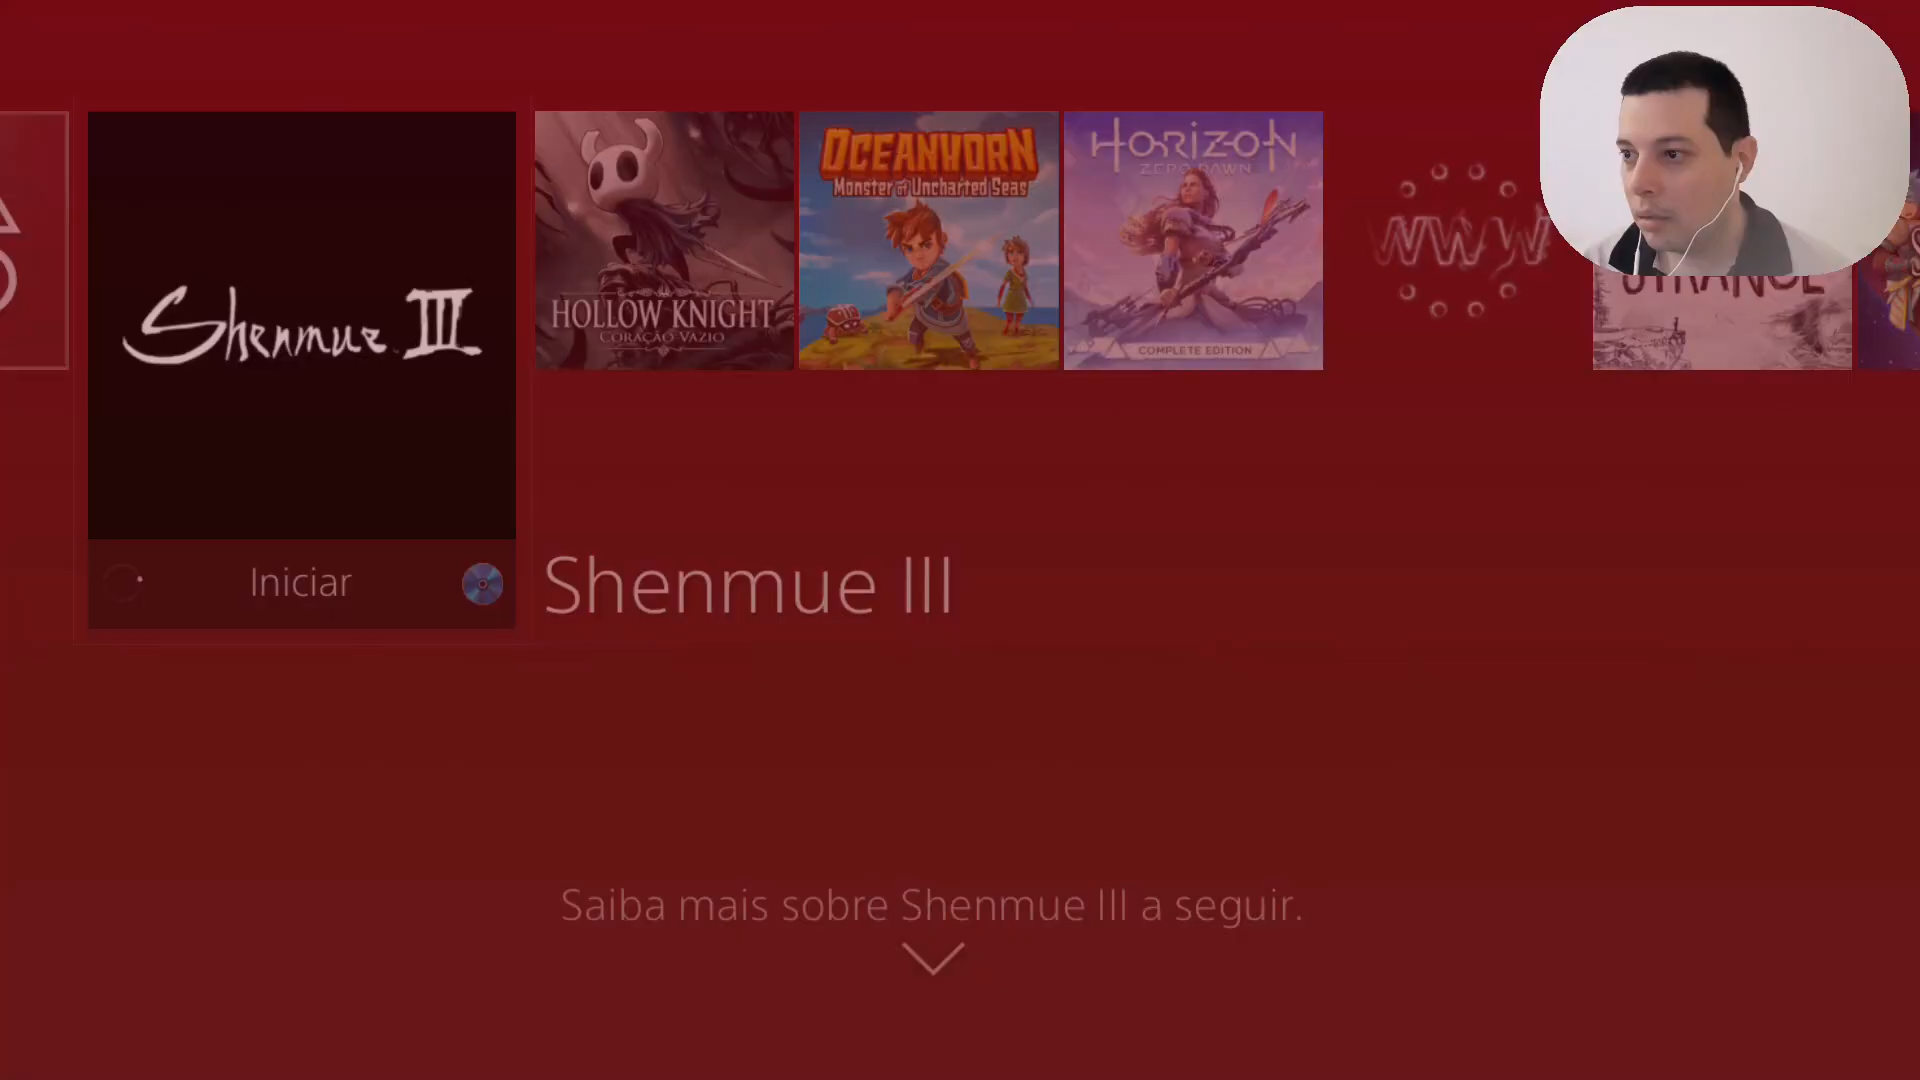 Shenmue III
HOLLOW KNIGHT
CORAÇÃO VAZIO
OCEANHORN
Monster of Uncharted Seas
HORIZON
ZERO DAWN
COMPLETE EDITION
WWW
STRANGE
Iniciar
Shenmue III
Saiba mais sobre Shenmue III a seguir.